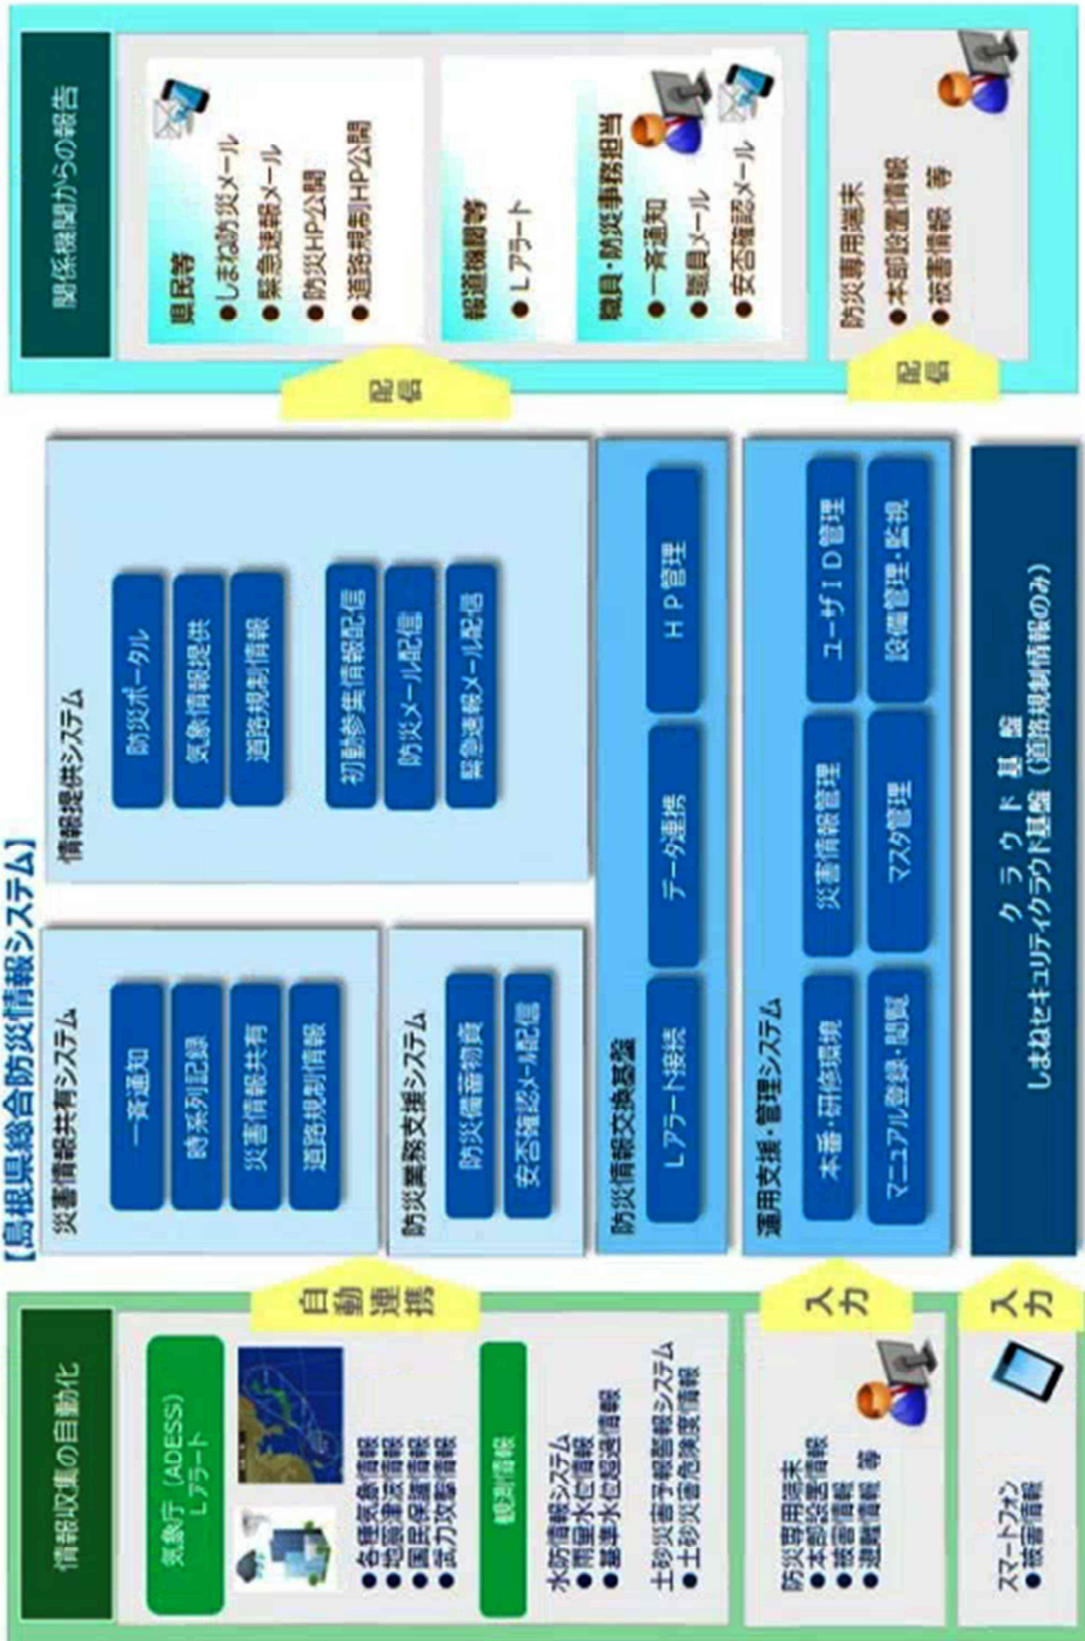 【島根県総合防災情報システム】
情報収集の自動化
気象庁（ADESS）
Lアラート
●各種気象情報
●地震津波情報
●国民保護情報
●武力攻撃情報
観測情報
水防情報システム
●雨量水位情報
●基準水位超過情報
土砂災害予報警報システム
●土砂災害危険度情報
自動
連携
防災専用端末
●本部設置情報
●被害情報
●避難情報 等
入力
スマートフォン
●被害情報
入力
災害情報共有システム
一斉通知
時系列記録
災害情報共有
道路規制情報
防災業務支援システム
防災備蓄物資
安否確認メール配信
情報提供システム
防災ポータル
気象情報提供
道路規制情報
初動参集情報配信
防災メール配信
緊急速報メール配信
防災情報交換基盤
Lアラート接続
データ連携
HP管理
運用支援・管理システム
本番・研修環境
災害情報管理
ユーザID管理
マニュアル登録・閲覧
マスタ管理
設備管理・監視
クラウド基盤
しまねセキュリティクラウド基盤（道路規制情報のみ）
関係機関からの報告
配信
県民等
●しまね防災メール
●緊急速報メール
●防災HP公開
●道路規制HP公開
報道機関等
●Lアラート
職員・防災事務担当
●一斉通知
●職員メール
●安否確認メール
配信
防災専用端末
●本部設置情報
●被害情報 等